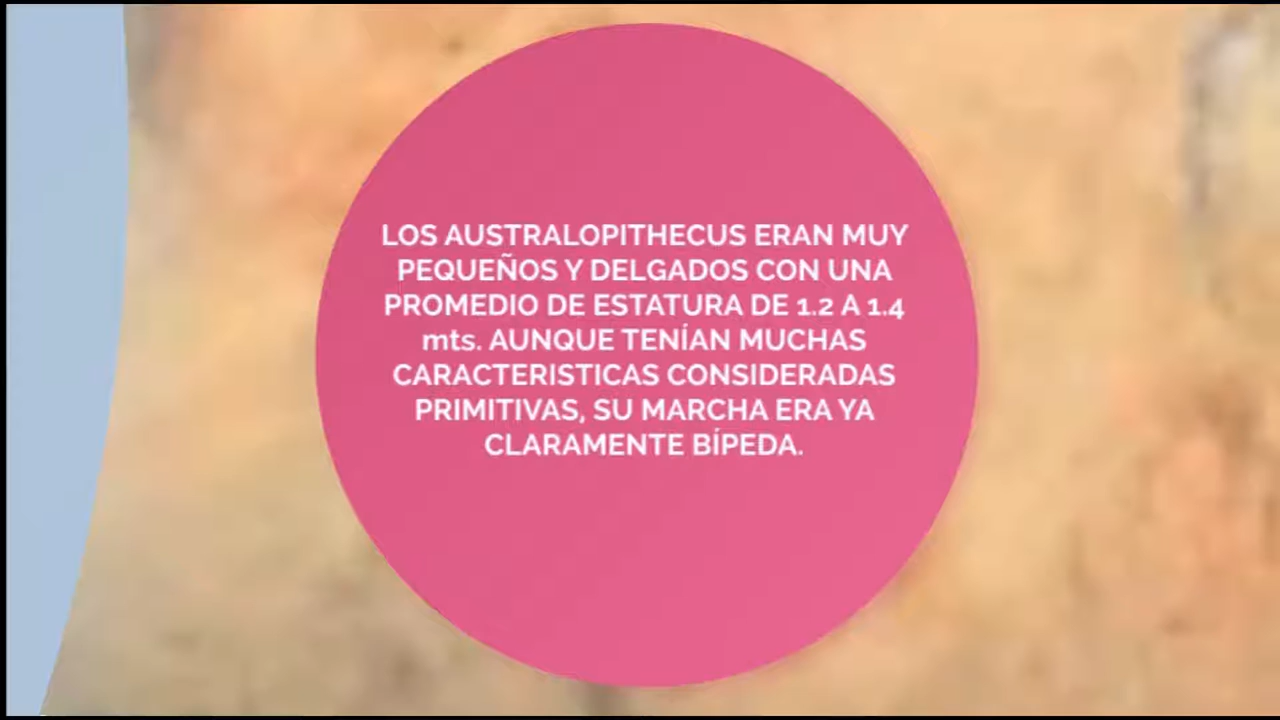 LOS AUSTRALOPITHECUS ERAN MUY
PEQUEÑOS Y DELGADOS CON UNA
PROMEDIO DE ESTATURA DE 1.2 A 1.4
mts. AUNQUE TENÍAN MUCHAS
CARACTERISTICAS CONSIDERADAS
PRIMITIVAS, SU MARCHA ERA YA
CLARAMENTE BÍPEDA.